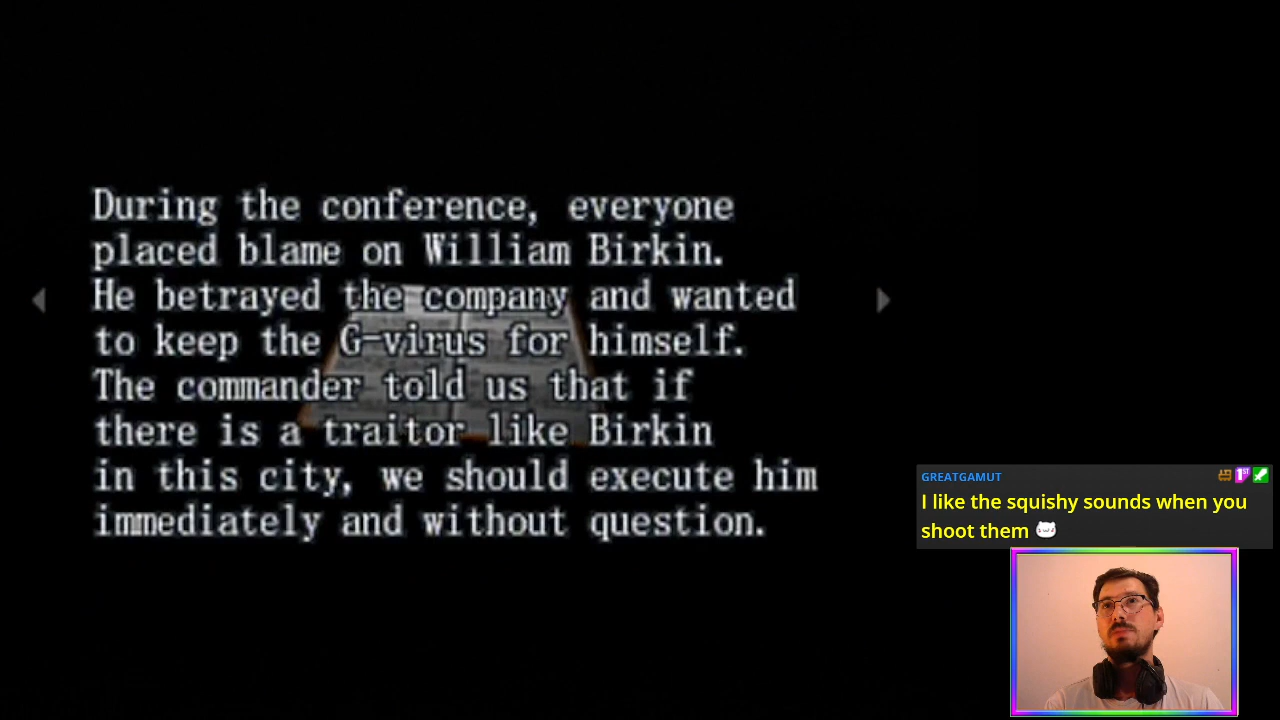 During the conference, everyone
placed blame on William Birkin.
He betrayed the company and wanted
to keep the G-virus for himself.
The commander told us that if
there is a traitor like Birkin
in this city, we should execute him
immediately and without question.
GREATGAMUT
I like the squishy sounds when you
shoot them